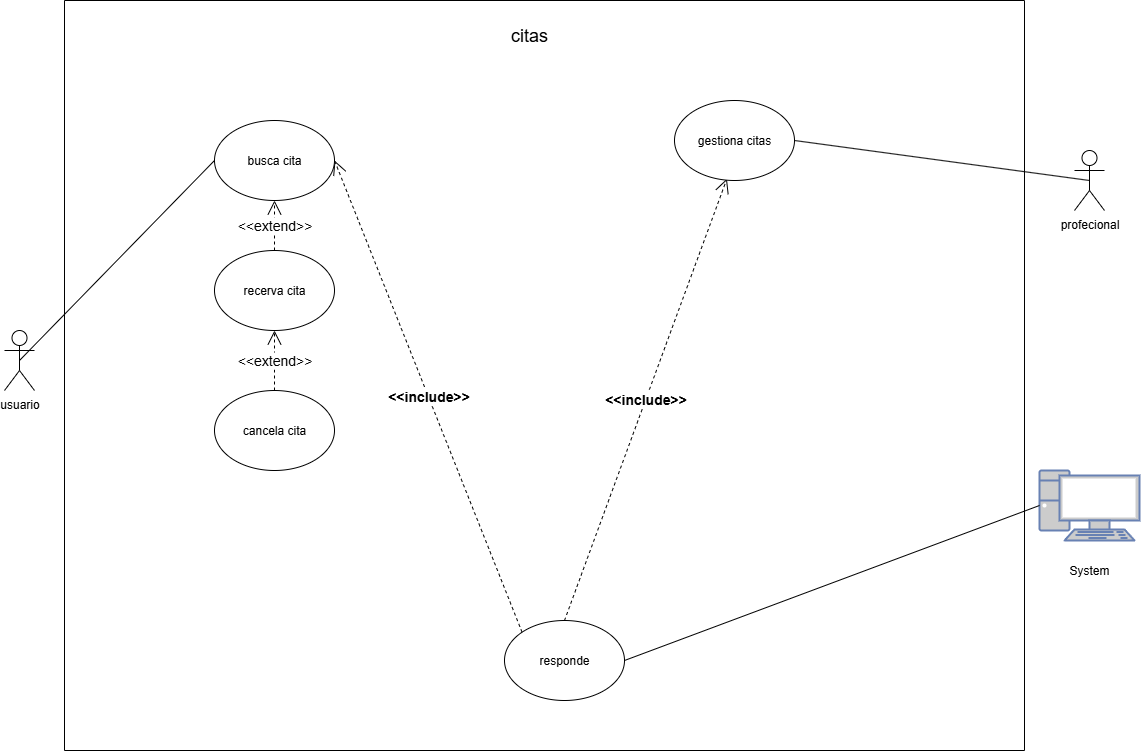 citas
busca cita
gestiona citas
profecional
<<extend>>
recerva cita
<<extend>>
usuario
cancela cita
<<include>>
<<include>>
System
responde